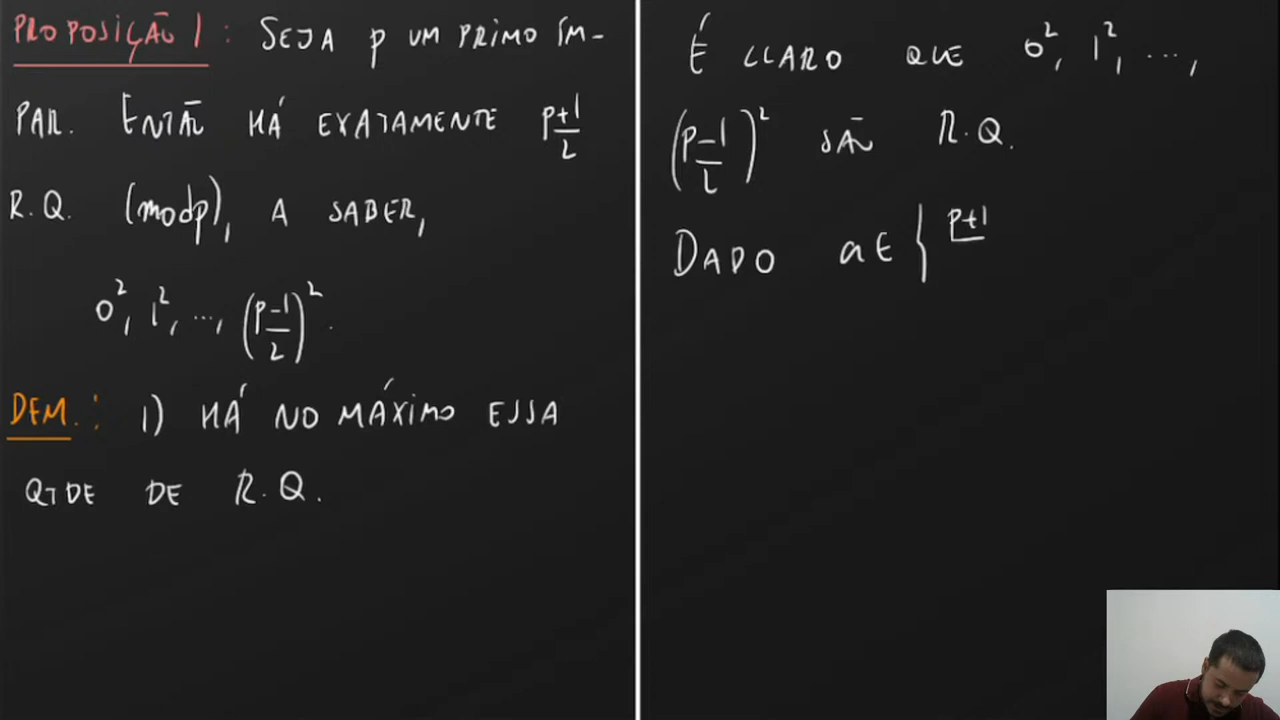 PROPOSIÇÃO 1: SEJA p UM PRIMO ÍM-
PAR. ENTÃO HÁ EXATAMENTE (p+1)/2
R.Q. (mod p), A SABER,
0², 1², ..., ((p-1)/2)².
DEM.: 1) HÁ NO MÁXIMO ESSA
QTDE DE R.Q.
É CLARO QUE 0², 1², ...,
((p-1)/2)² SÃO R.Q.
DADO a ∈ { p+1